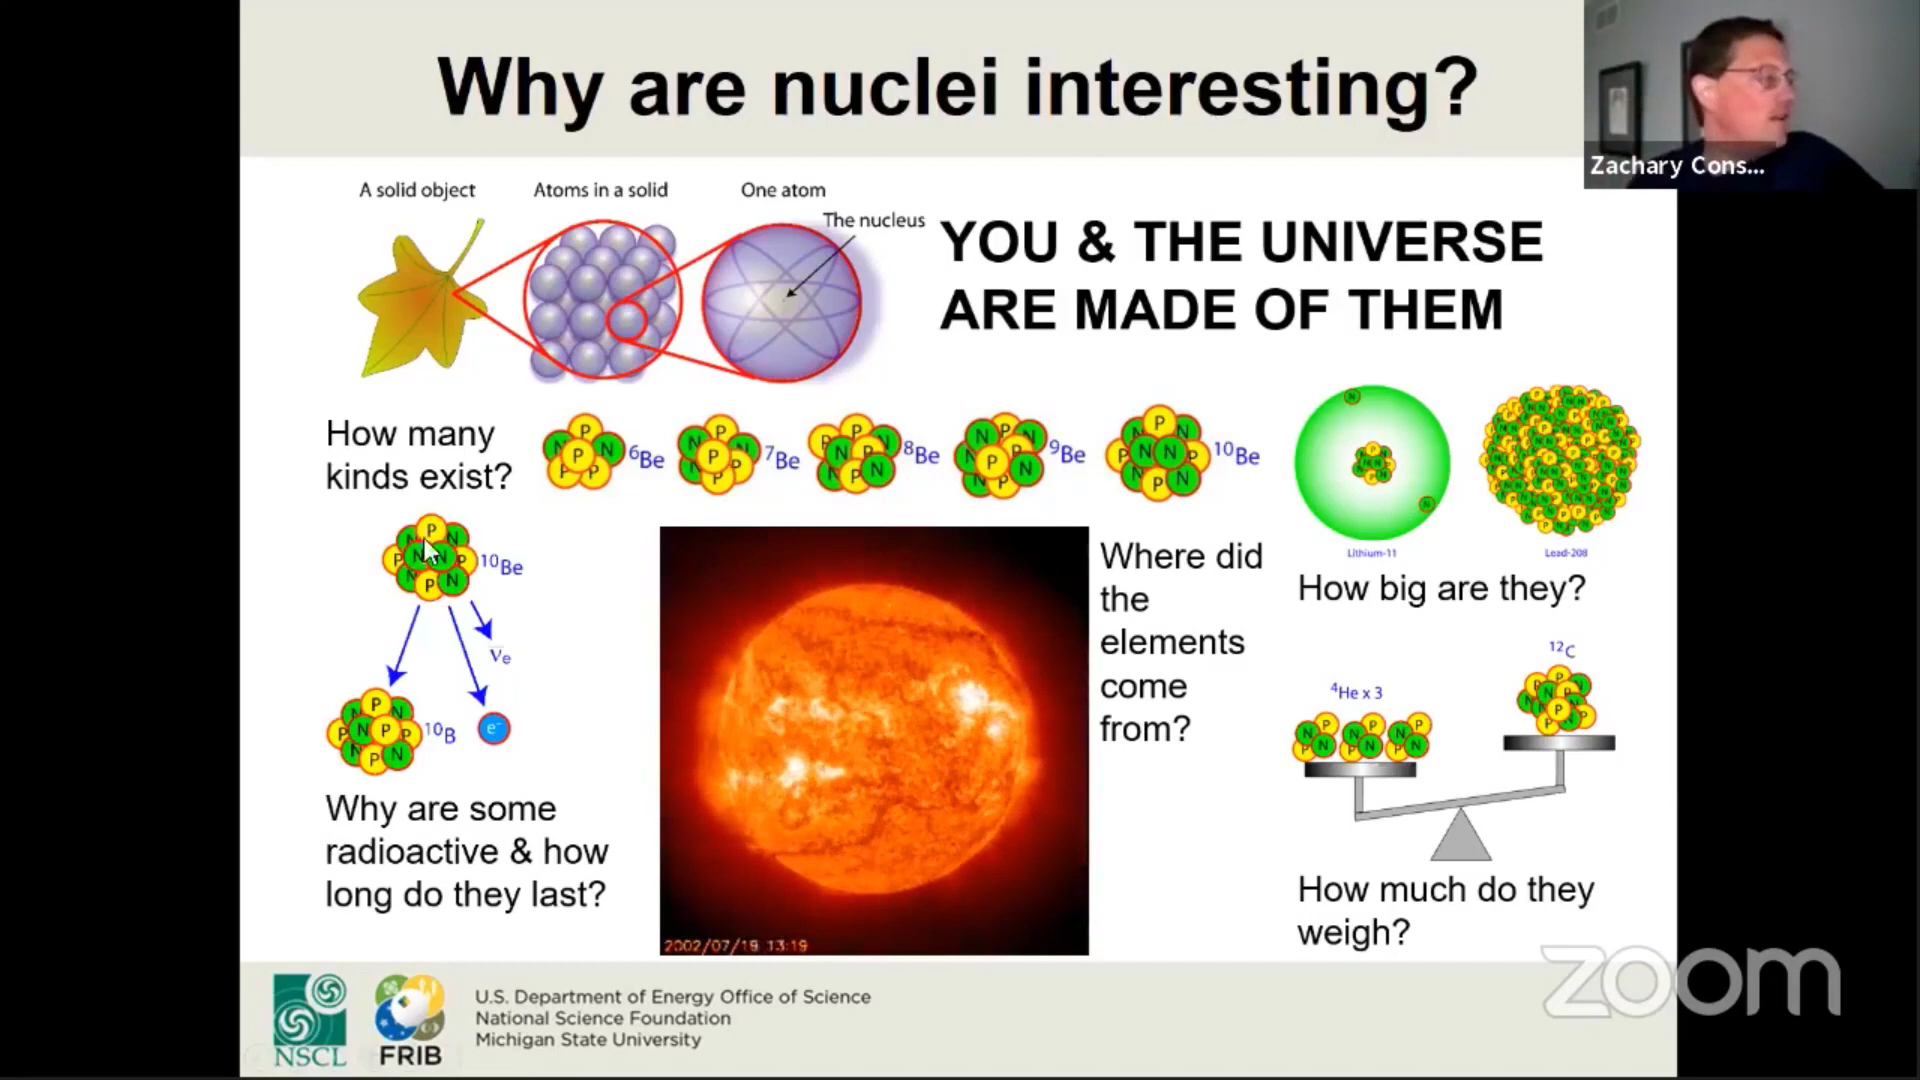 Why are nuclei interesting?
Zachary Cons...
A solid object
Atoms in a solid
One atom
The nucleus
YOU & THE UNIVERSE
ARE MADE OF THEM
How many
kinds exist?
6Be
7Be
8Be
9Be
10Be
Lithium-11
Lead-208
How big are they?
10Be
ν̅e
10B
e-
Why are some
radioactive & how
long do they last?
2002/07/19 13:19
Where did
the
elements
come
from?
4He x 3
12C
How much do they
weigh?
zoom
NSCL
FRIB
U.S. Department of Energy Office of Science
National Science Foundation
Michigan State University